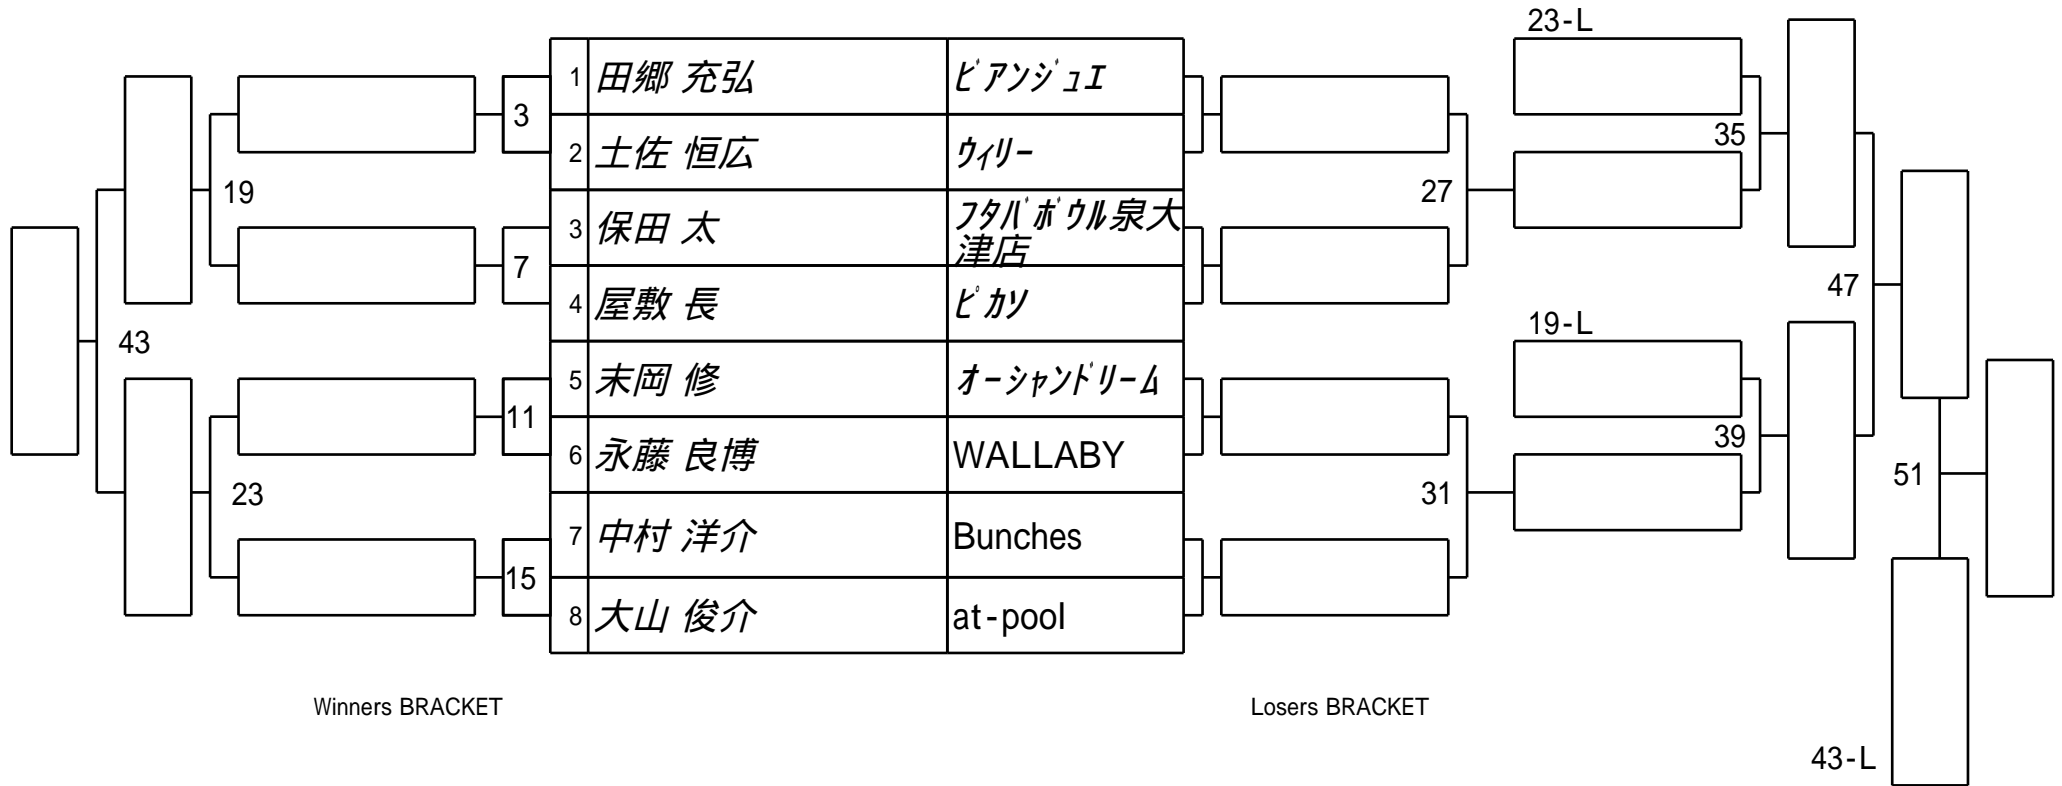 23-L
1 田郷 充弘 ﾋﾞｱﾝｼﾞｭｴ
3
35
2 土佐 恒広 ｳｨﾘｰ
19
27
3 保田 太 ﾌﾀﾊﾞﾎﾞｳﾙ泉大
津店
7
4 屋敷 長 ﾋﾟｶｿ
47
43
19-L
5 末岡 修 ｵｰｼｬﾝﾄﾞﾘｰﾑ
11
39
6 永藤 良博 WALLABY
23
31
51
7 中村 洋介 Bunches
15
8 大山 俊介 at-pool
Winners BRACKET
Losers BRACKET
43-L